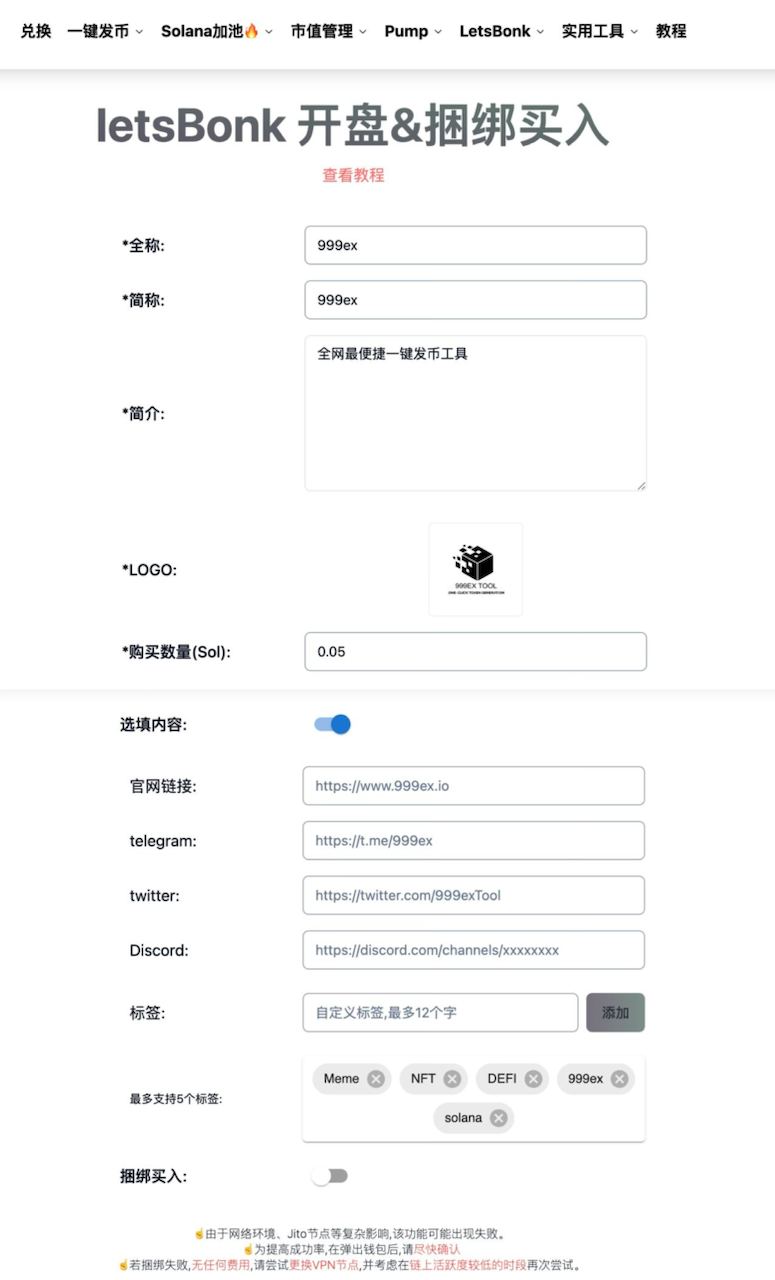 兑换 一键发币 Solana加池🔥 市值管理 Pump LetsBonk 实用工具 教程
letsBonk 开盘&捆绑买入
查看教程
*全称: 999ex
*简称: 999ex
*简介: 全网最便捷一键发币工具
*LOGO:
999EX TOOL
ONE-CLICK TOKEN GENERATION
*购买数量(Sol): 0.05
选填内容:
官网链接: https://www.999ex.io
telegram: https://t.me/999ex
twitter: https://twitter.com/999exTool
Discord: https://discord.com/channels/xxxxxxxx
标签: 自定义标签,最多12个字 添加
最多支持5个标签: Meme NFT DEFI 999ex
solana
捆绑买入:
☝由于网络环境、Jito节点等复杂影响,该功能可能出现失败。
☝为提高成功率,在弹出钱包后,请尽快确认
☝若捆绑失败,无任何费用,请尝试更换VPN节点,并考虑在链上活跃度较低的时段再次尝试。